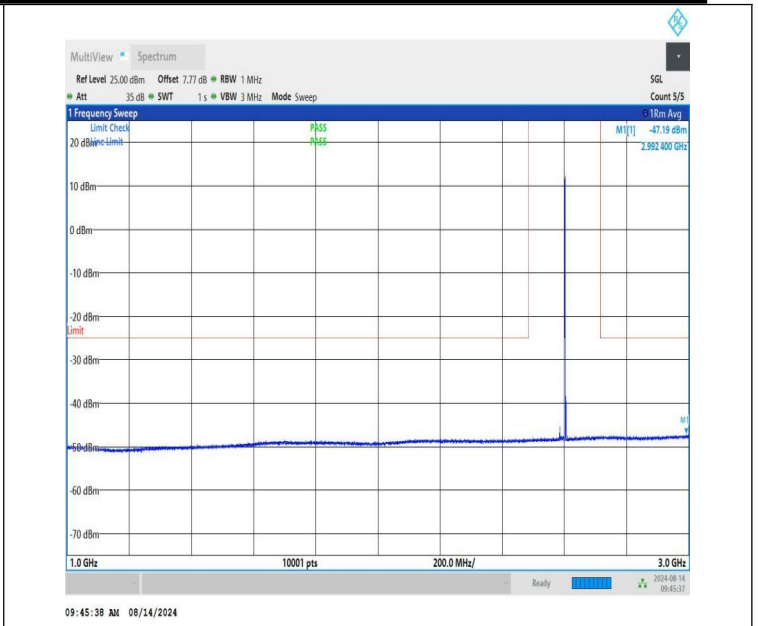 R S
MultiView Spectrum
Ref Level 25.00 dBm Offset 7.77 dB RBW 1 MHz SGL
Att 35 dB SWT 1 s VBW 3 MHz Mode Sweep Count 5/5
1 Frequency Sweep 1Rm Avg
Limit Check PASS M1[1] -47.19 dBm
Line Limit PASS 2.992 400 GHz
20 dBm
10 dBm
0 dBm
-10 dBm
-20 dBm
Limit
-30 dBm
-40 dBm
M1
-50 dBm
-60 dBm
-70 dBm
1.0 GHz 10001 pts 200.0 MHz/ 3.0 GHz
Ready 2024-08-14
09:45:37
09:45:38 AM 08/14/2024